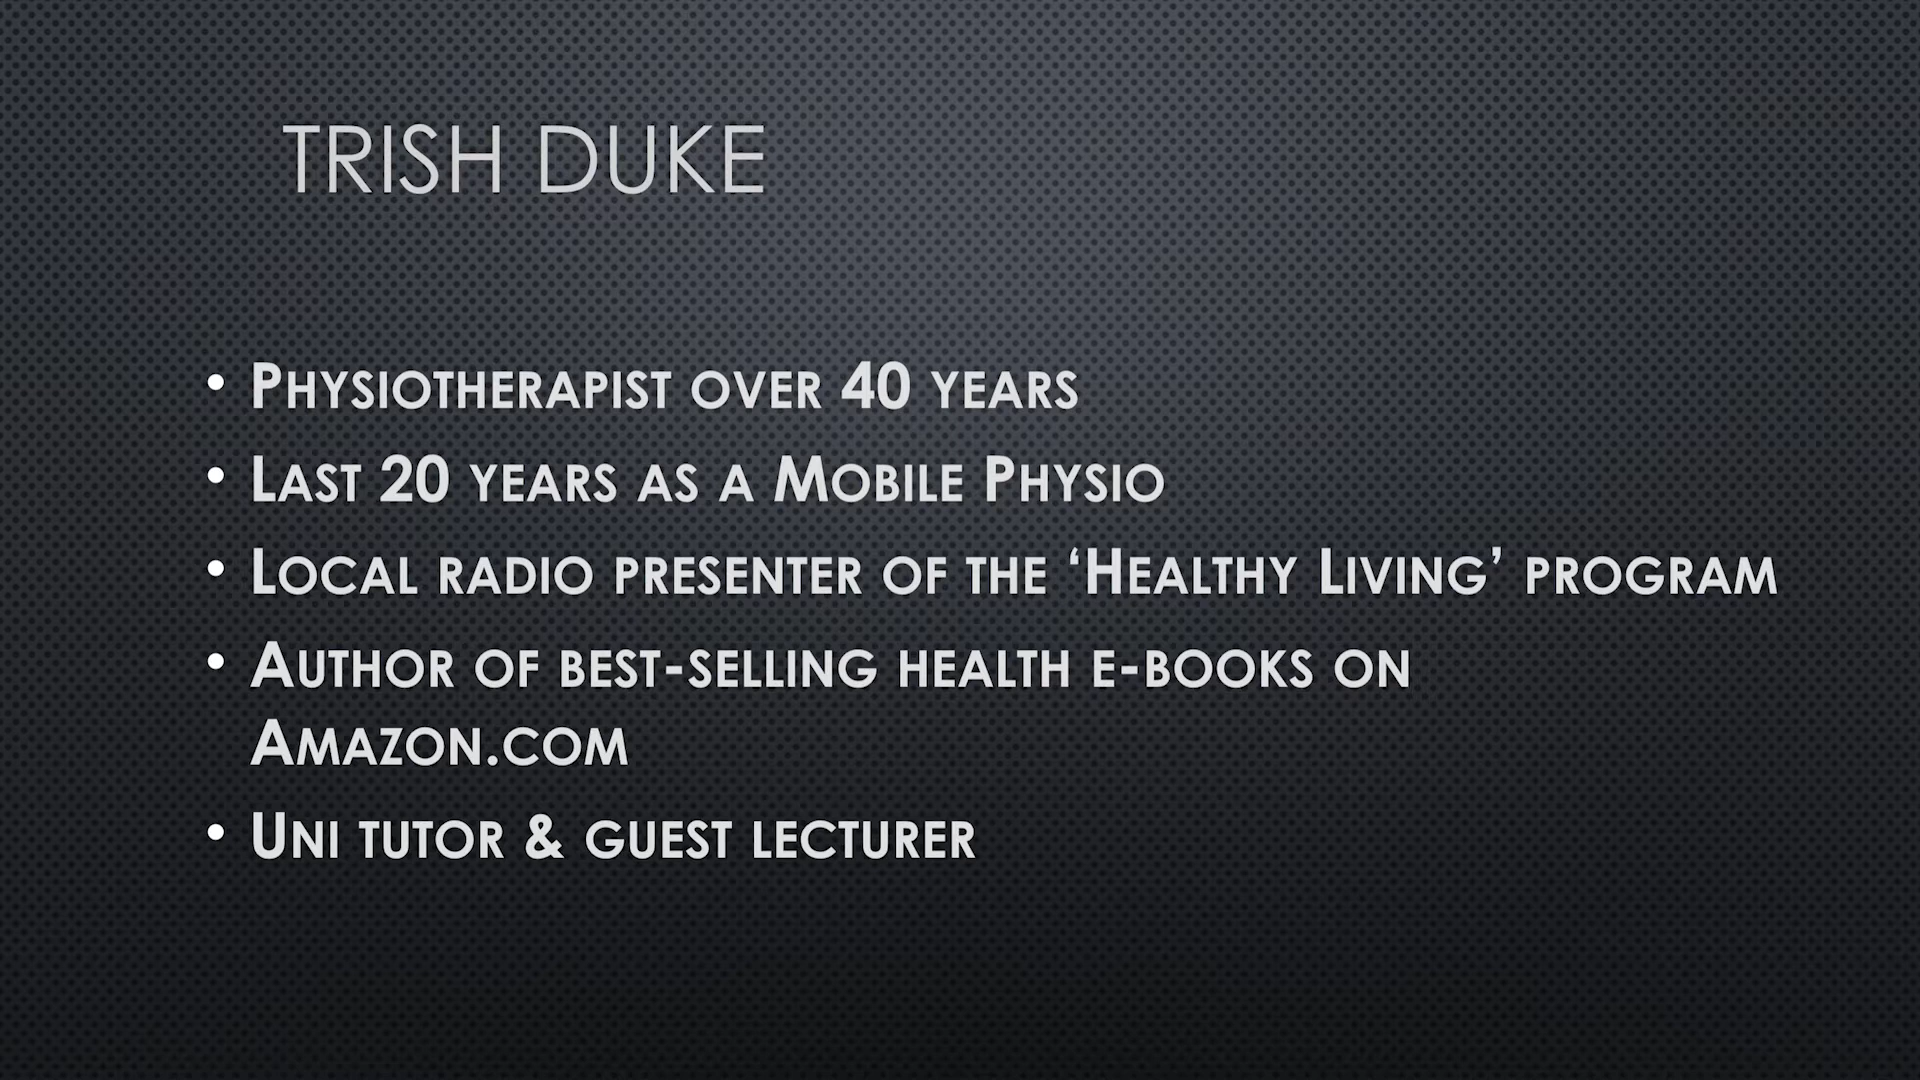 TRISH DUKE
• Physiotherapist over 40 years
• Last 20 years as a Mobile Physio
• Local radio presenter of the ‘Healthy Living’ program
• Author of best-selling health e-books on
Amazon.com
• Uni tutor & guest lecturer